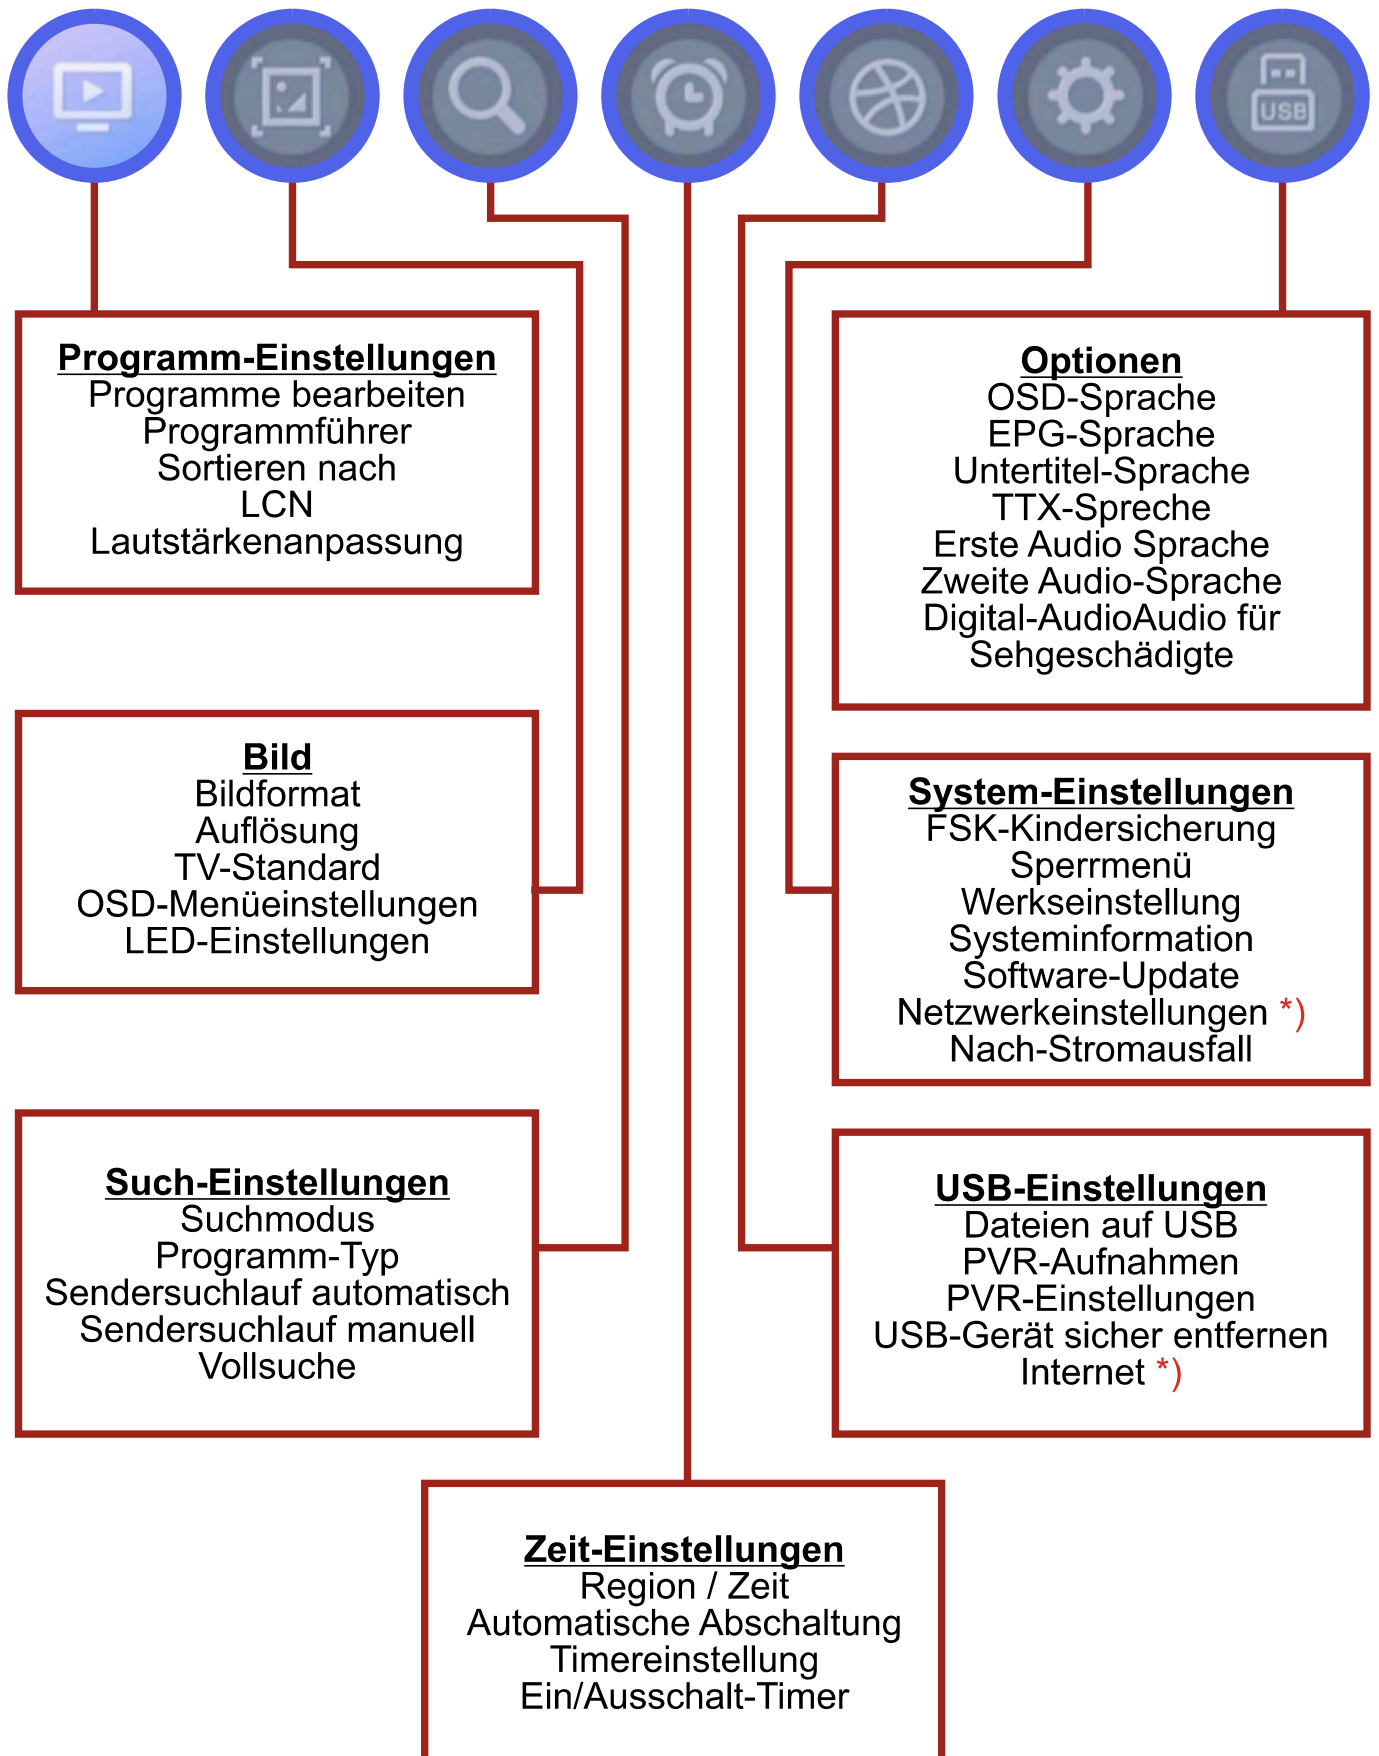 USB
Programm-Einstellungen
Programme bearbeiten
Programmführer
Sortieren nach
LCN
Lautstärkenanpassung
Optionen
OSD-Sprache
EPG-Sprache
Untertitel-Sprache
TTX-Spreche
Erste Audio Sprache
Zweite Audio-Sprache
Digital-AudioAudio für
Sehgeschädigte
Bild
Bildformat
Auflösung
TV-Standard
OSD-Menüeinstellungen
LED-Einstellungen
System-Einstellungen
FSK-Kindersicherung
Sperrmenü
Werkseinstellung
Systeminformation
Software-Update
Netzwerkeinstellungen *)
Nach-Stromausfall
Such-Einstellungen
Suchmodus
Programm-Typ
Sendersuchlauf automatisch
Sendersuchlauf manuell
Vollsuche
USB-Einstellungen
Dateien auf USB
PVR-Aufnahmen
PVR-Einstellungen
USB-Gerät sicher entfernen
Internet *)
Zeit-Einstellungen
Region / Zeit
Automatische Abschaltung
Timereinstellung
Ein/Ausschalt-Timer